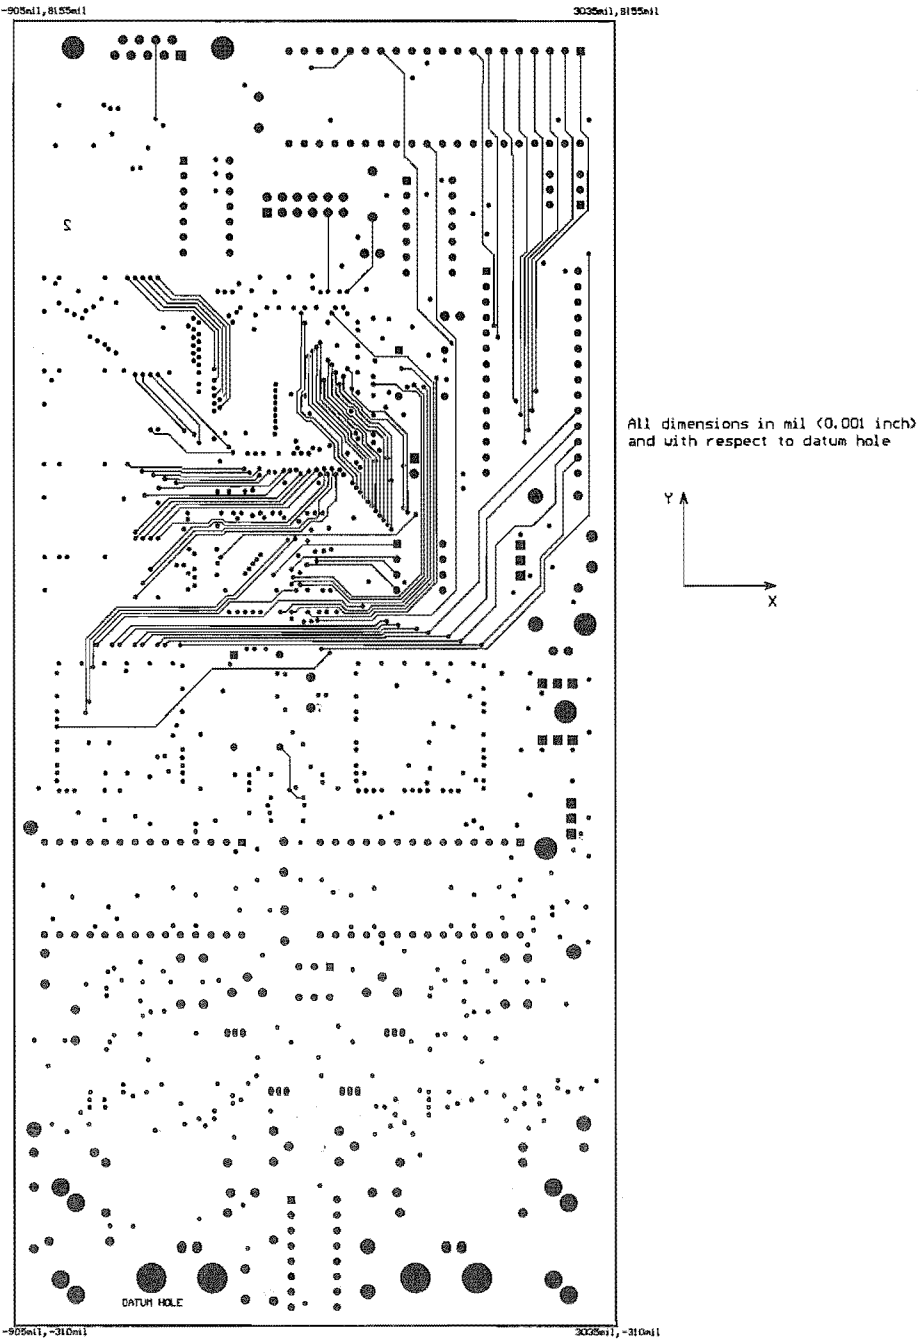 -905mil,8155mil
3035mil,8155mil
2
All dimensions in mil (0.001 inch)
and with respect to datum hole
Y
X
DATUM HOLE
-905mil,-310mil
3035mil,-310mil